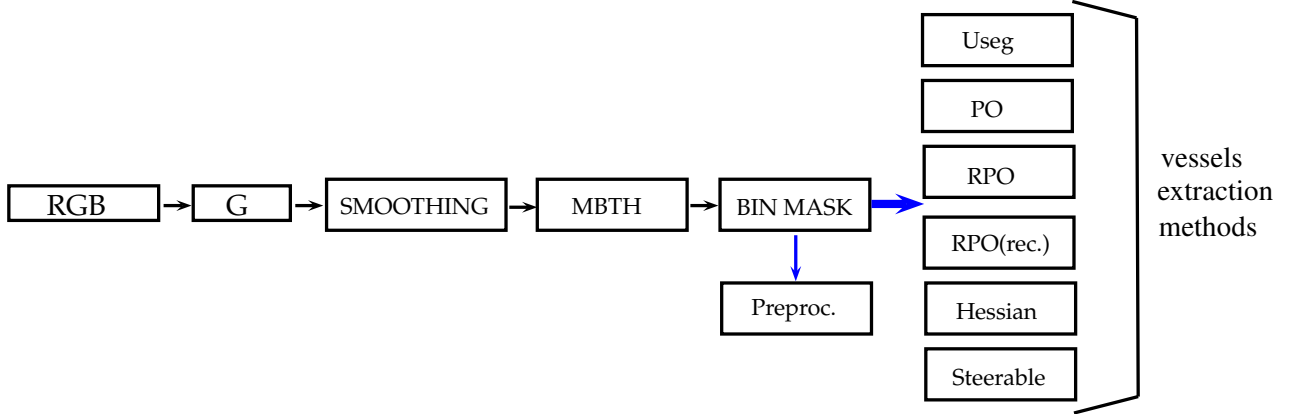 RGB
G
SMOOTHING
MBTH
BIN MASK
Preproc.
Useg
PO
RPO
RPO(rec.)
Hessian
Steerable
vessels
extraction
methods